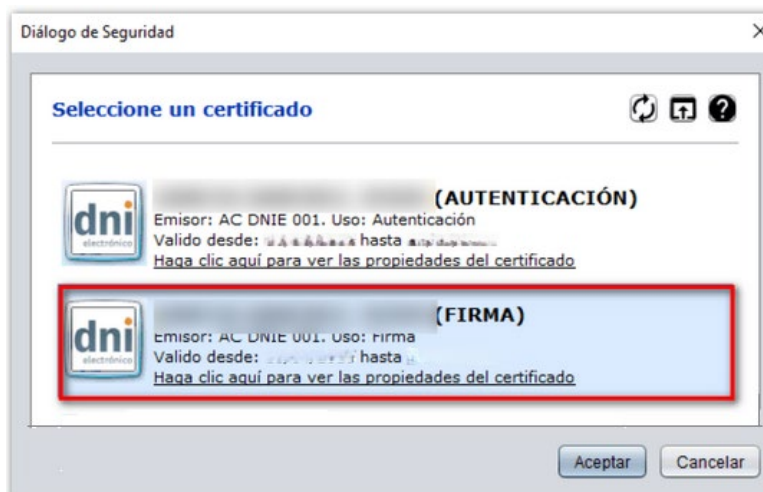 Diálogo de Seguridad
Seleccione un certificado
(AUTENTICACIÓN)
dni
electrónico
Emisor: AC DNIE 001. Uso: Autenticación
Valido desde: hasta
Haga clic aquí para ver las propiedades del certificado
(FIRMA)
dni
electrónico
Emisor: AC DNIE 001. Uso: Firma
Valido desde: hasta
Haga clic aquí para ver las propiedades del certificado
Aceptar Cancelar